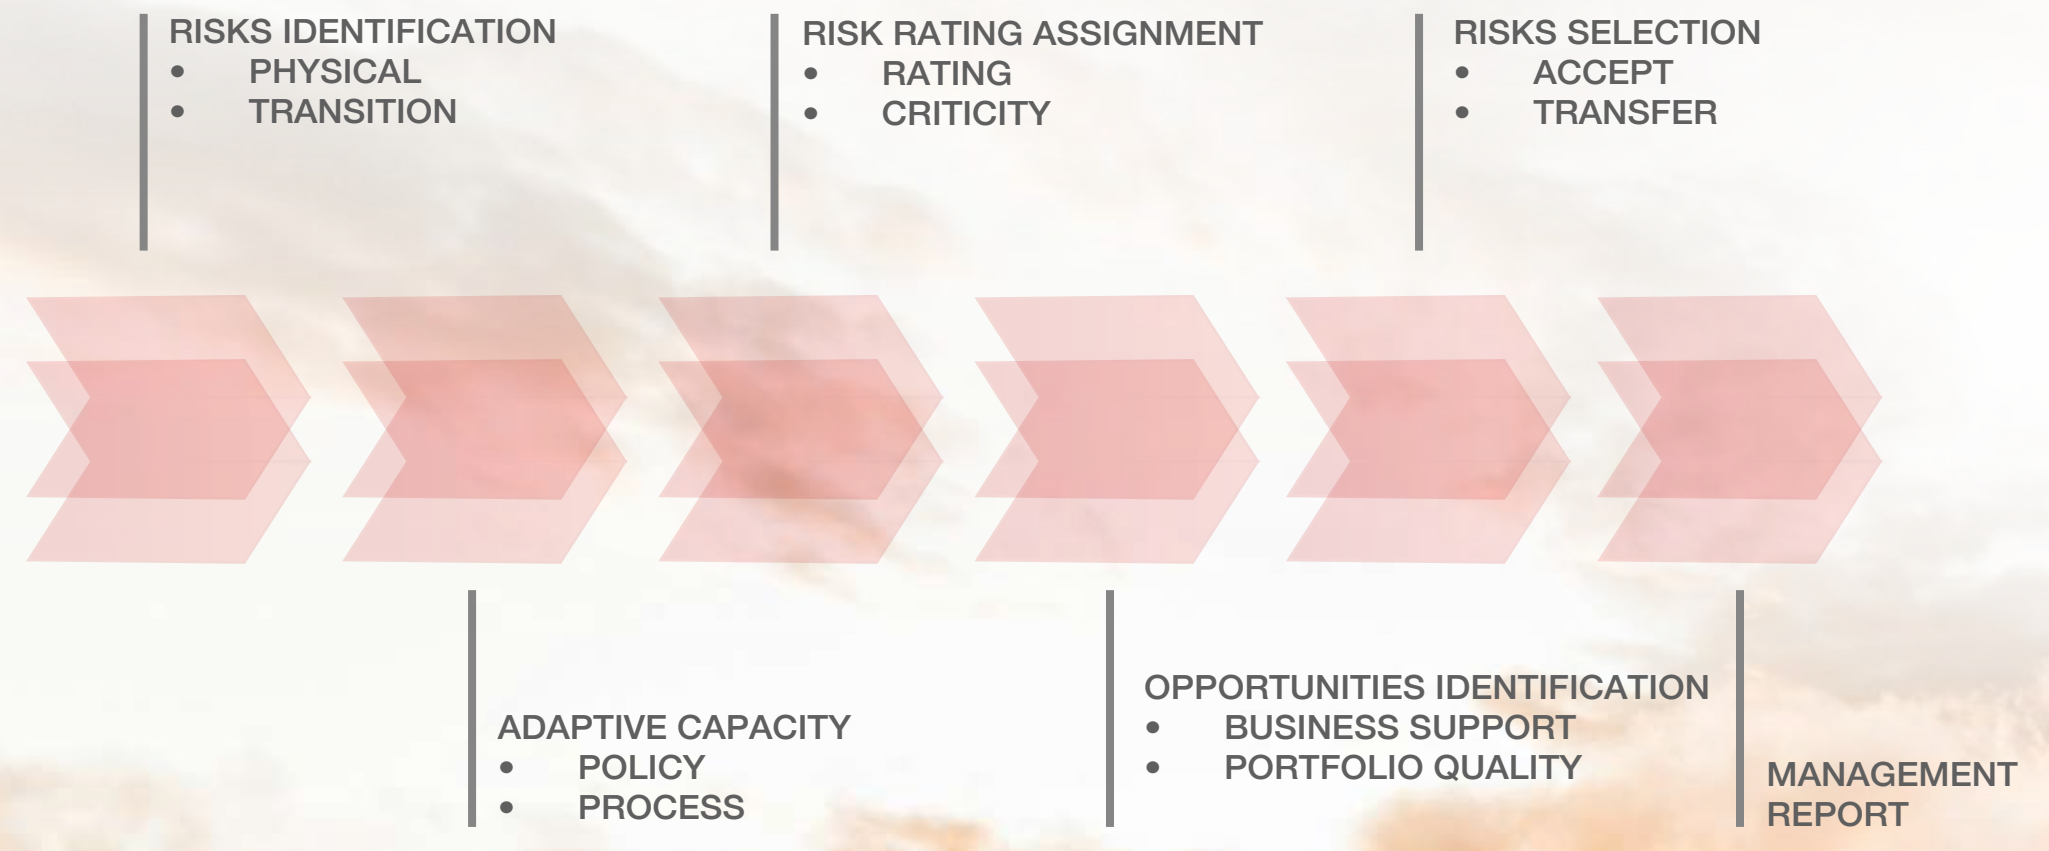 RISKS IDENTIFICATION
• PHYSICAL
• TRANSITION
RISK RATING ASSIGNMENT
• RATING
• CRITICITY
RISKS SELECTION
• ACCEPT
• TRANSFER
ADAPTIVE CAPACITY
• POLICY
• PROCESS
OPPORTUNITIES IDENTIFICATION
• BUSINESS SUPPORT
• PORTFOLIO QUALITY
MANAGEMENT
REPORT